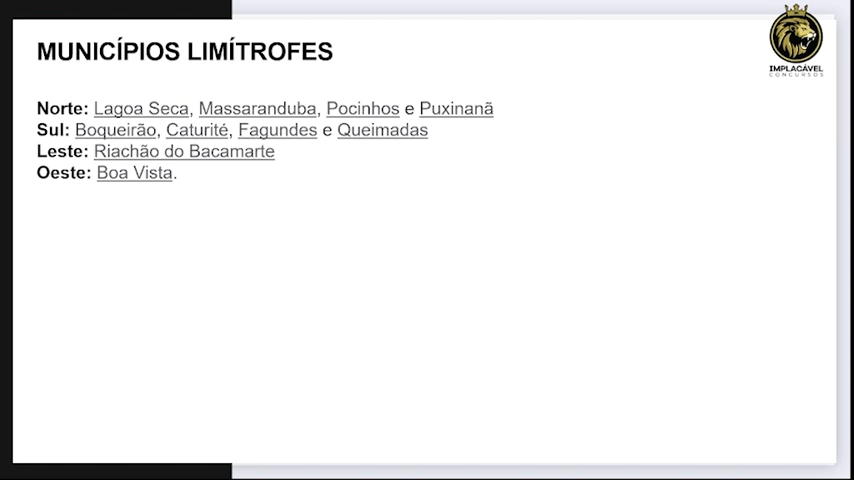 MUNICÍPIOS LIMÍTROFES
IMPLACÁVEL
CONCURSOS
Norte: Lagoa Seca, Massaranduba, Pocinhos e Puxinanã
Sul: Boqueirão, Caturité, Fagundes e Queimadas
Leste: Riachão do Bacamarte
Oeste: Boa Vista.